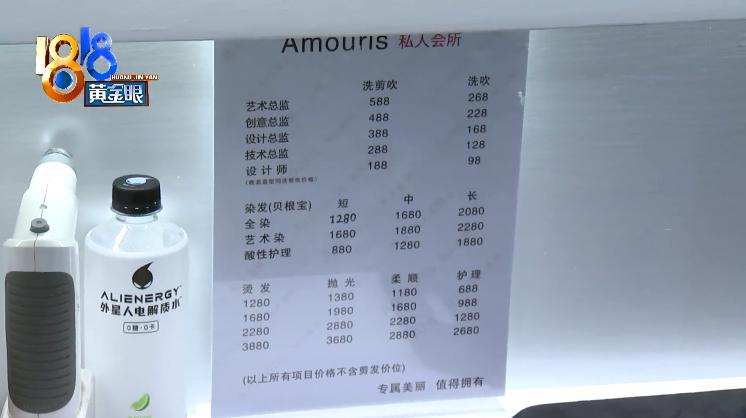 1818
HUANG JIN YAN
黄金眼
Amouris 私人会所
洗剪吹 洗吹
艺术总监 588 268
创意总监 488 228
设计总监 388 168
技术总监 288 128
设计师 188 98
染发(贝根宝) 短 中 长
全染 1280 1680 2080
艺术染 1680 1880 2280
酸性护理 880 1280 1880
烫发 抛光 柔顺 护理
1280 1380 1180 688
1680 1980 1680 988
2280 2880 2280 1280
3880 3680 2880 2680
(以上所有项目价格不含剪发价位)
专属美丽 值得拥有
ALIENERGY
外星人电解质水
0糖·0卡